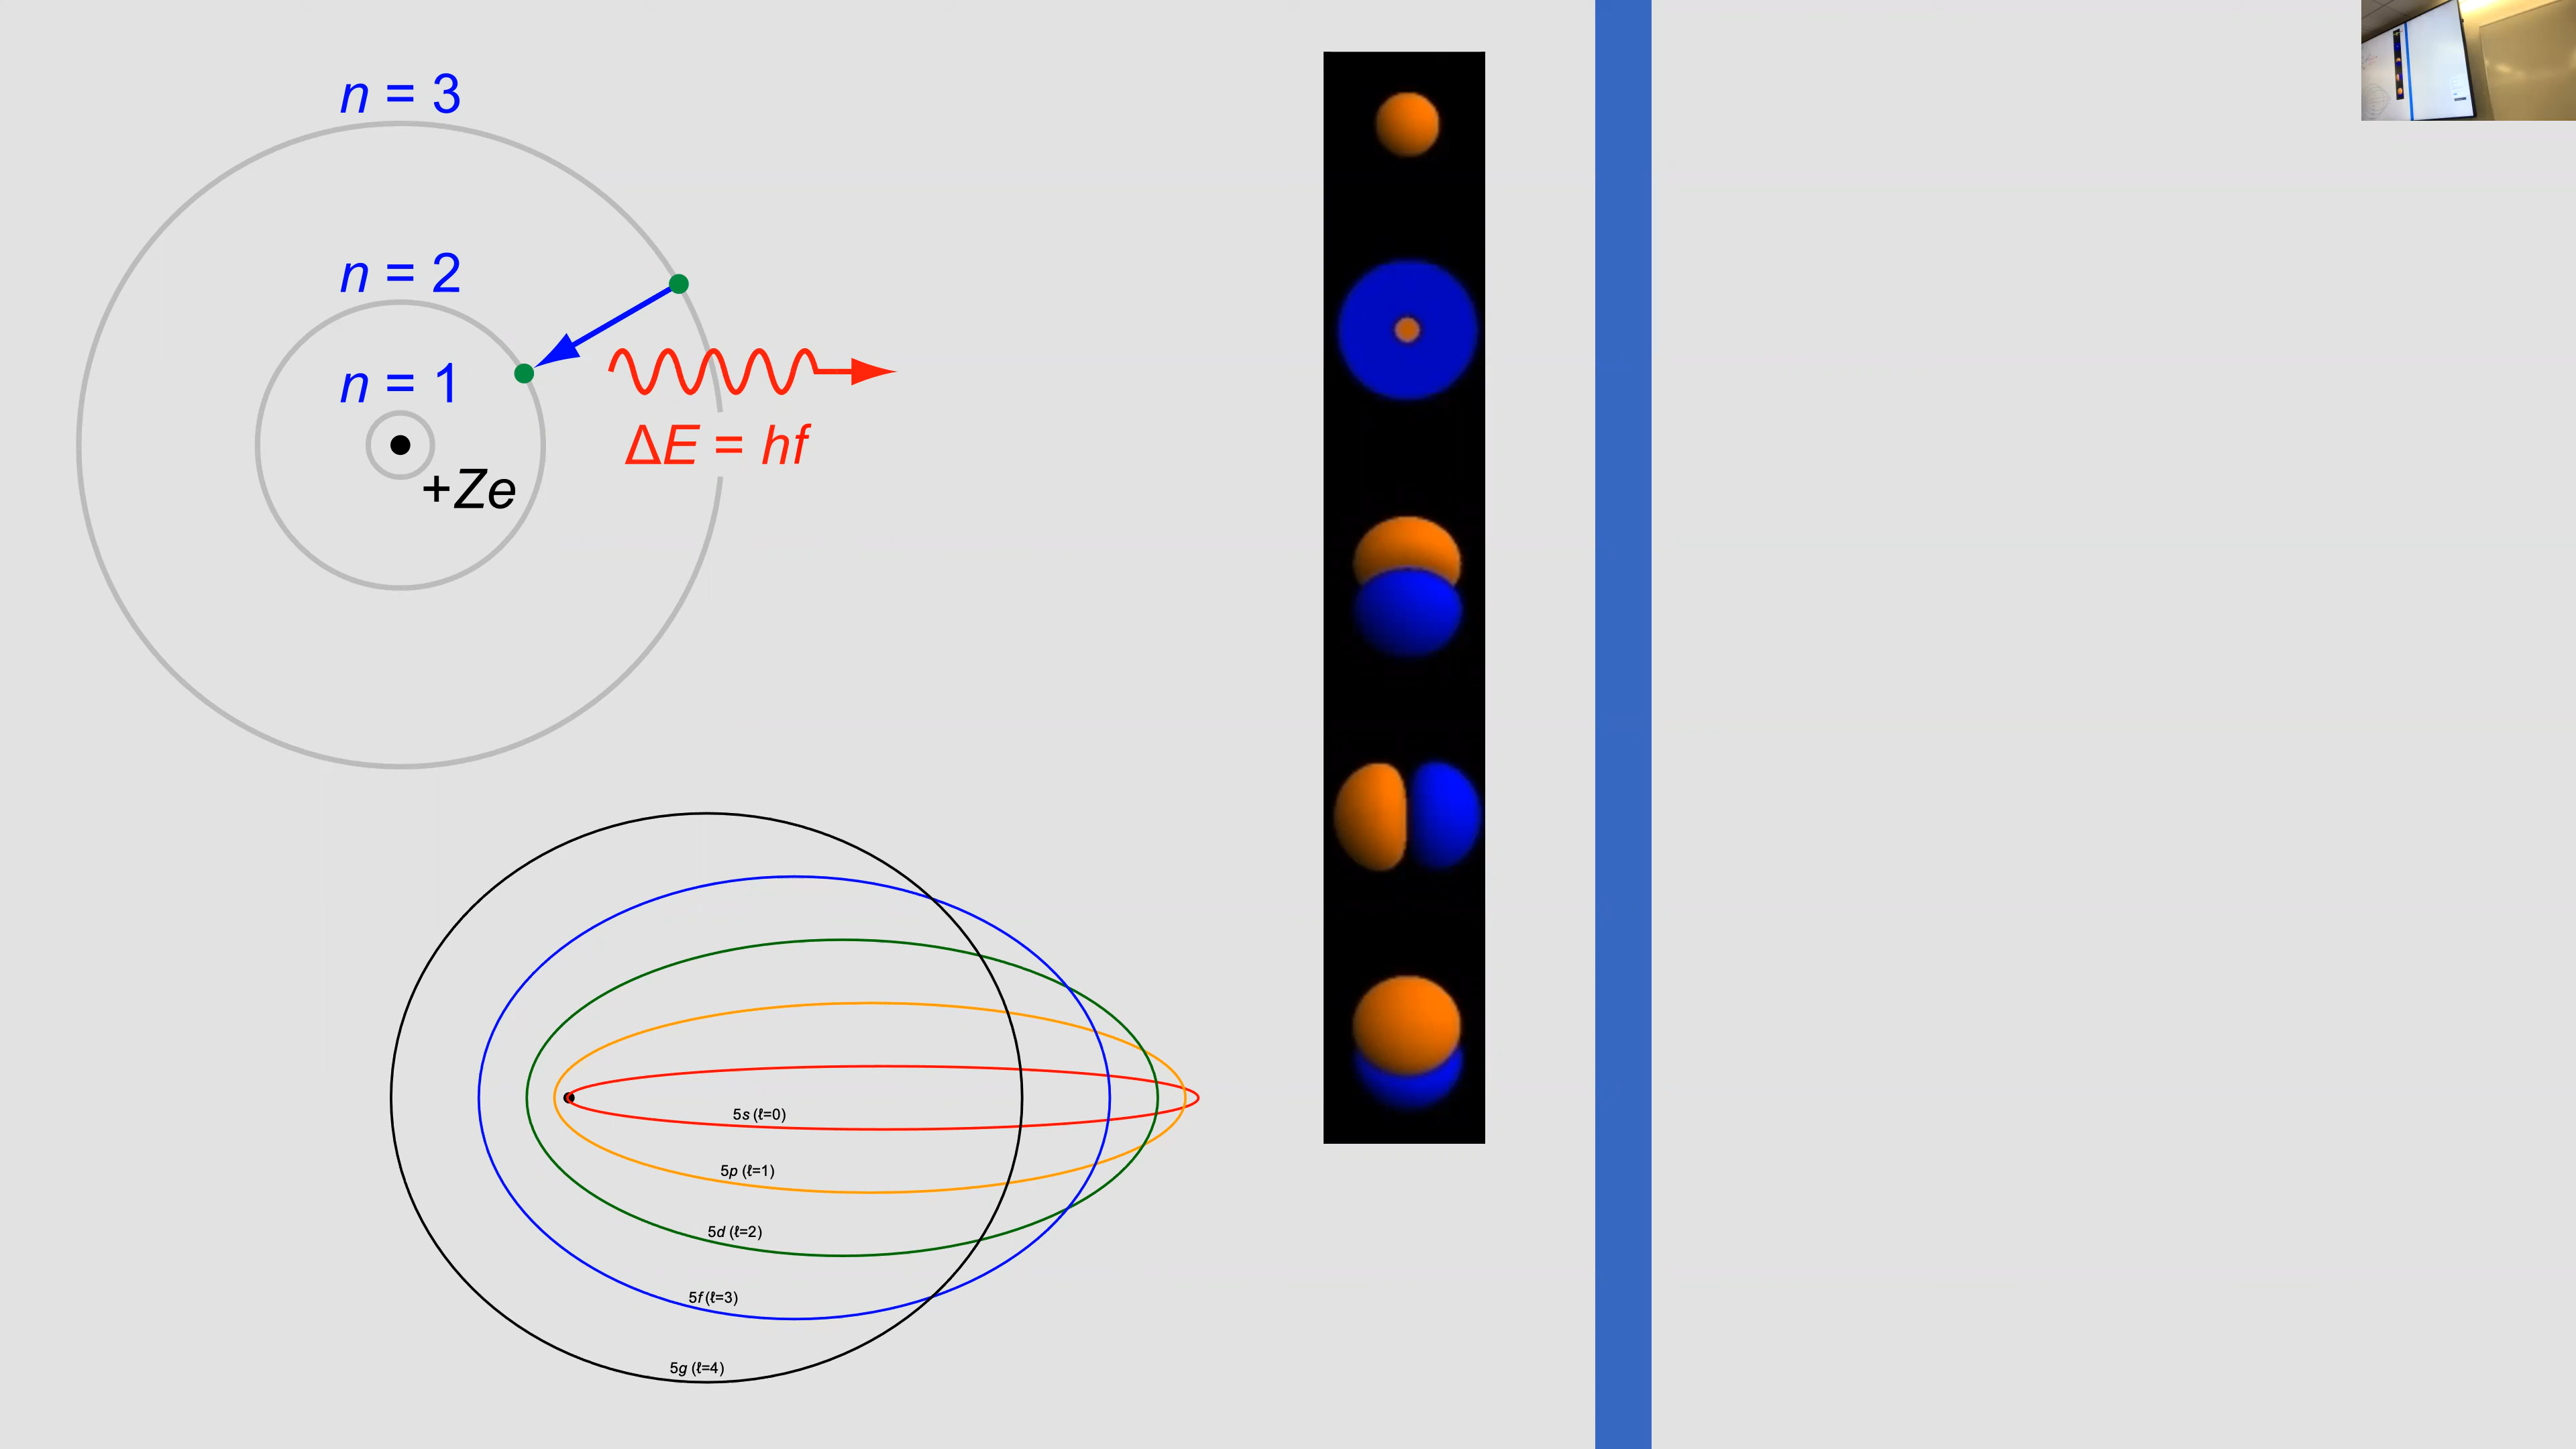 n = 3
n = 2
n = 1
+Ze
ΔE = hf
5s (ℓ=0)
5p (ℓ=1)
5d (ℓ=2)
5f (ℓ=3)
5g (ℓ=4)